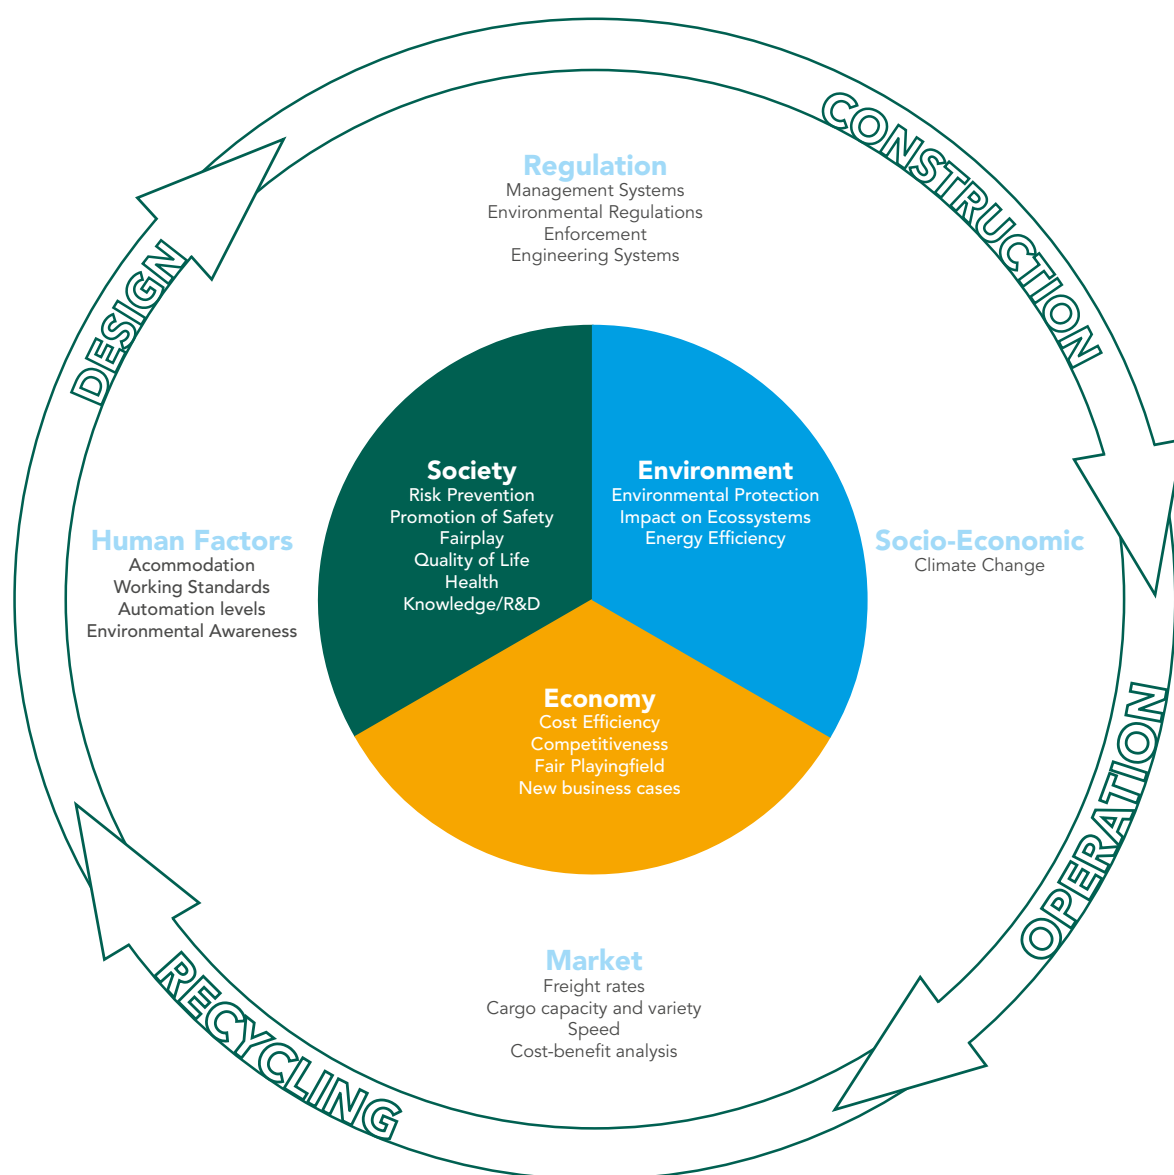 CONSTRUCTION
Regulation
Management Systems
Environmental Regulations
Enforcement
Engineering Systems
DESIGN
Society
Risk Prevention
Promotion of Safety
Fairplay
Quality of Life
Health
Knowledge/R&D
Environment
Environmental Protection
Impact on Ecossystems
Energy Efficiency
Human Factors
Acommodation
Working Standards
Automation levels
Environmental Awareness
Socio-Economic
Climate Change
Economy
Cost Efficiency
Competitiveness
Fair Playingfield
New business cases
OPERATION
Market
Freight rates
Cargo capacity and variety
Speed
Cost-benefit analysis
RECYCLING